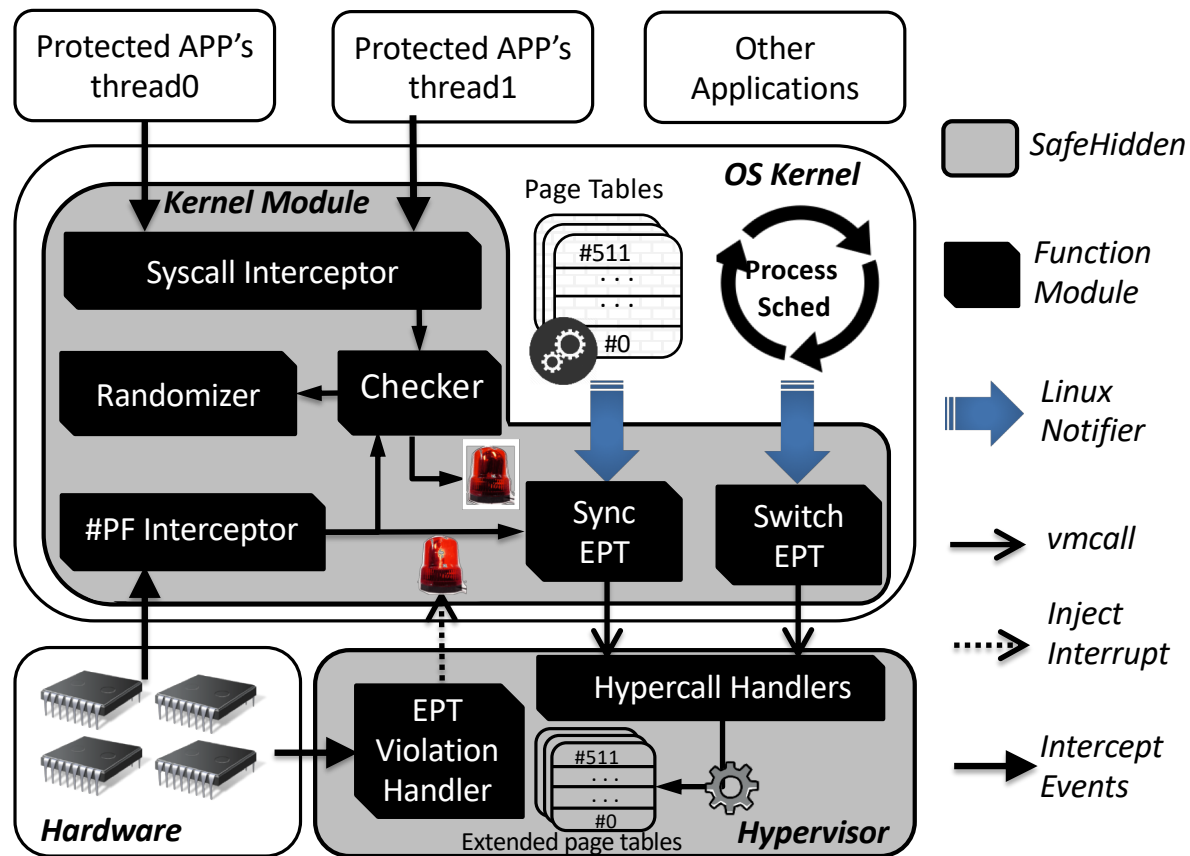 Protected APP's
thread0
Protected APP's
thread1
Other
Applications
SafeHidden
Kernel Module
Page Tables
OS Kernel
#511
. . .
. . .
#0
Process
Sched
Function
Module
Syscall Interceptor
Randomizer
Checker
Linux
Notifier
#PF Interceptor
Sync
EPT
Switch
EPT
vmcall
Inject
Interrupt
Hypercall Handlers
EPT
Violation
Handler
#511
. . .
. . .
#0
Extended page tables
Hardware
Hypervisor
Intercept
Events